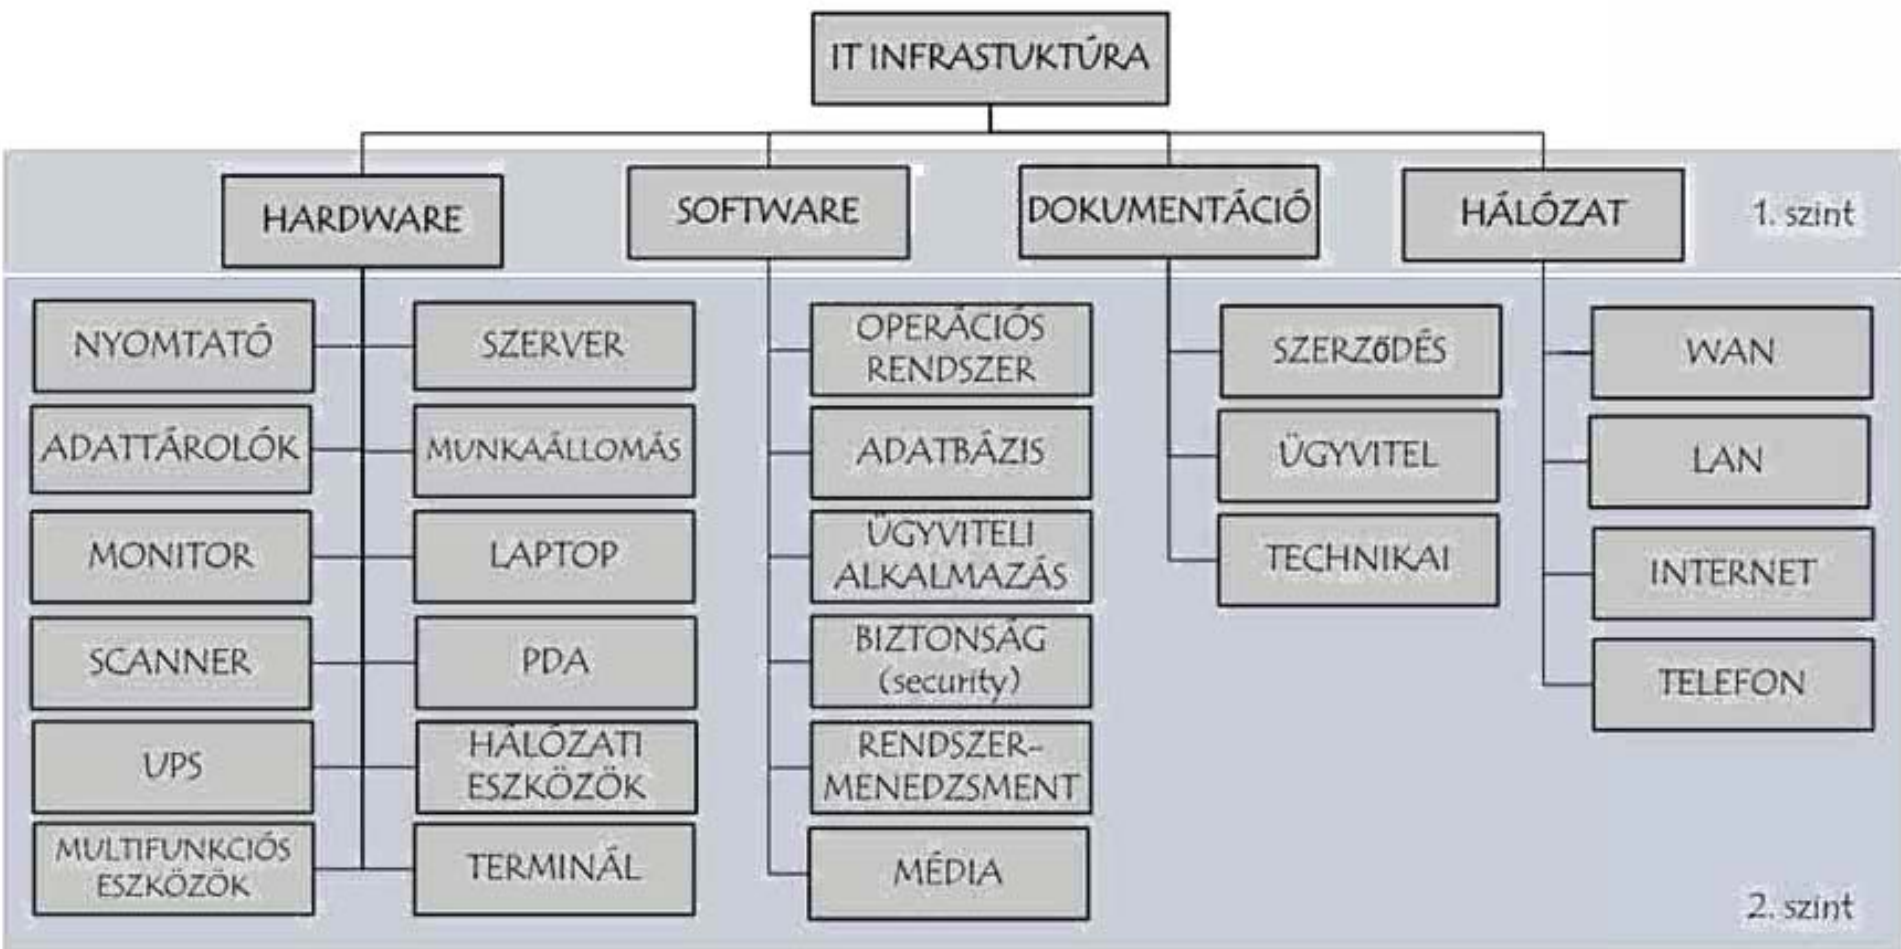 IT INFRASTUKTÚRA
HARDWARE
SOFTWARE
DOKUMENTÁCIÓ
HÁLÓZAT
1. szint
NYOMTATÓ
SZERVER
OPERÁCIÓS
RENDSZER
SZERZŐDÉS
WAN
ADATTÁROLÓK
MUNKAÁLLOMÁS
ADATBÁZIS
ÜGYVITEL
LAN
MONITOR
LAPTOP
ÜGYVITELI
ALKALMAZÁS
TECHNIKAI
INTERNET
SCANNER
PDA
BIZTONSÁG
(security)
TELEFON
UPS
HÁLÓZATI
ESZKÖZÖK
RENDSZER-
MENEDZSMENT
MULTIFUNKCIÓS
ESZKÖZÖK
TERMINÁL
MÉDIA
2. szint